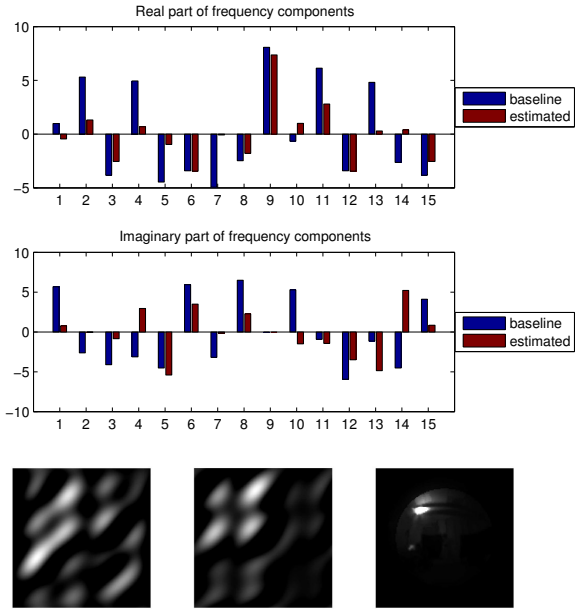 Real part of frequency components
10
5
0
−5
1 2 3 4 5 6 7 8 9 10 11 12 13 14 15
baseline
estimated
Imaginary part of frequency components
10
5
0
−5
−10
1 2 3 4 5 6 7 8 9 10 11 12 13 14 15
baseline
estimated